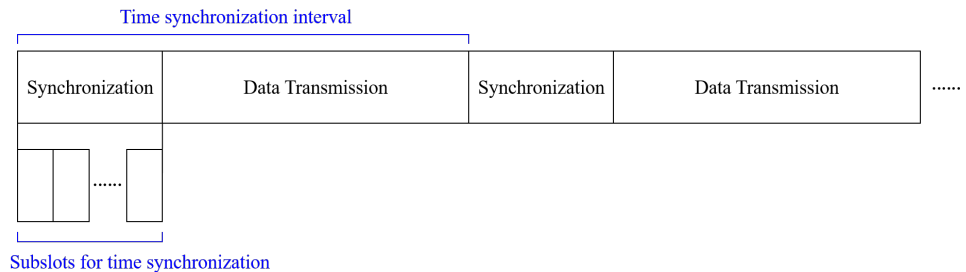 Time synchronization interval
Synchronization Data Transmission Synchronization Data Transmission ......
......
Subslots for time synchronization